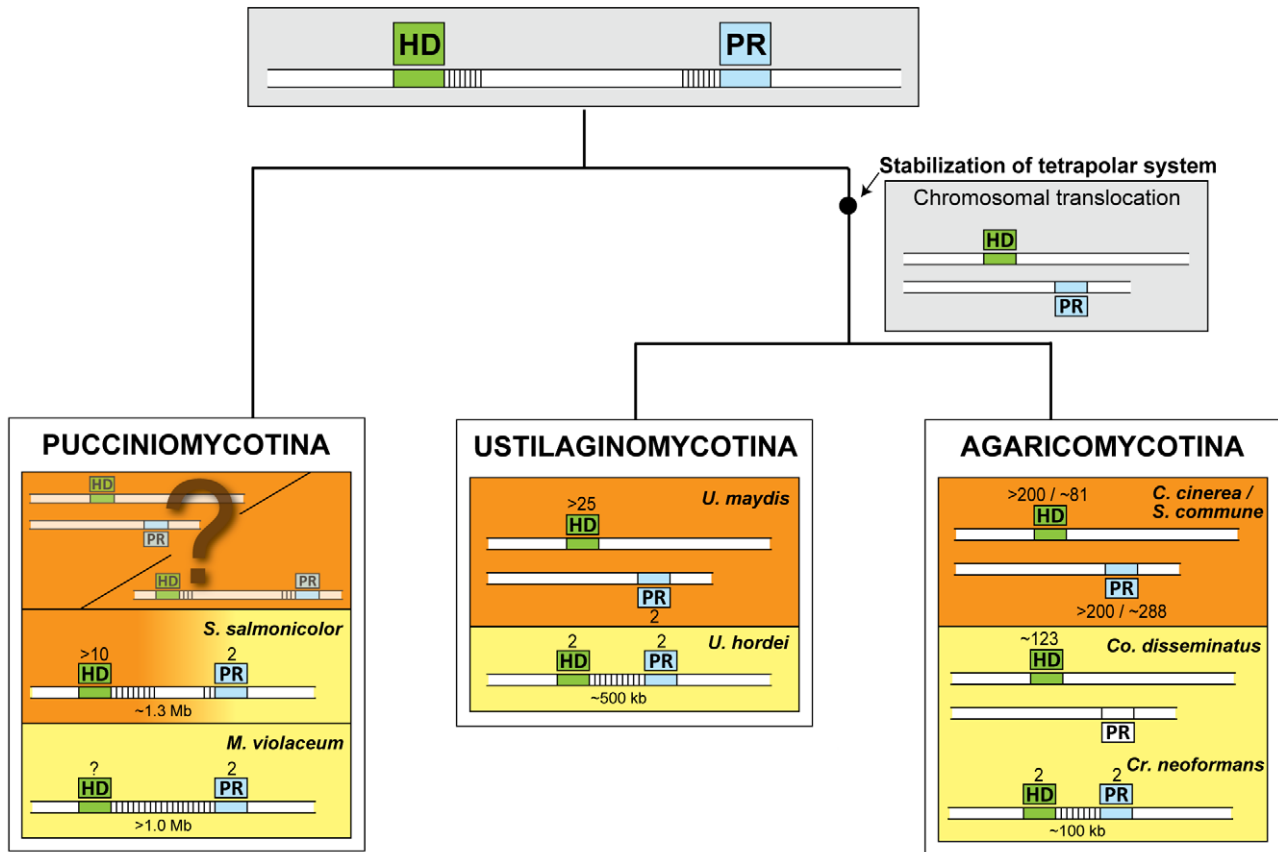 HD
PR
Stabilization of tetrapolar system
Chromosomal translocation
HD
PR
PUCCINIOMYCOTINA
HD
PR
?
HD
PR
S. salmonicolor
>10
HD
2
PR
~1.3 Mb
M. violaceum
?
HD
2
PR
>1.0 Mb
USTILAGINOMYCOTINA
U. maydis
>25
HD
PR
2
U. hordei
2
HD
2
PR
~500 kb
AGARICOMYCOTINA
C. cinerea /
S. commune
>200 / ~81
HD
PR
>200 / ~288
Co. disseminatus
~123
HD
PR
Cr. neoformans
2
HD
2
PR
~100 kb